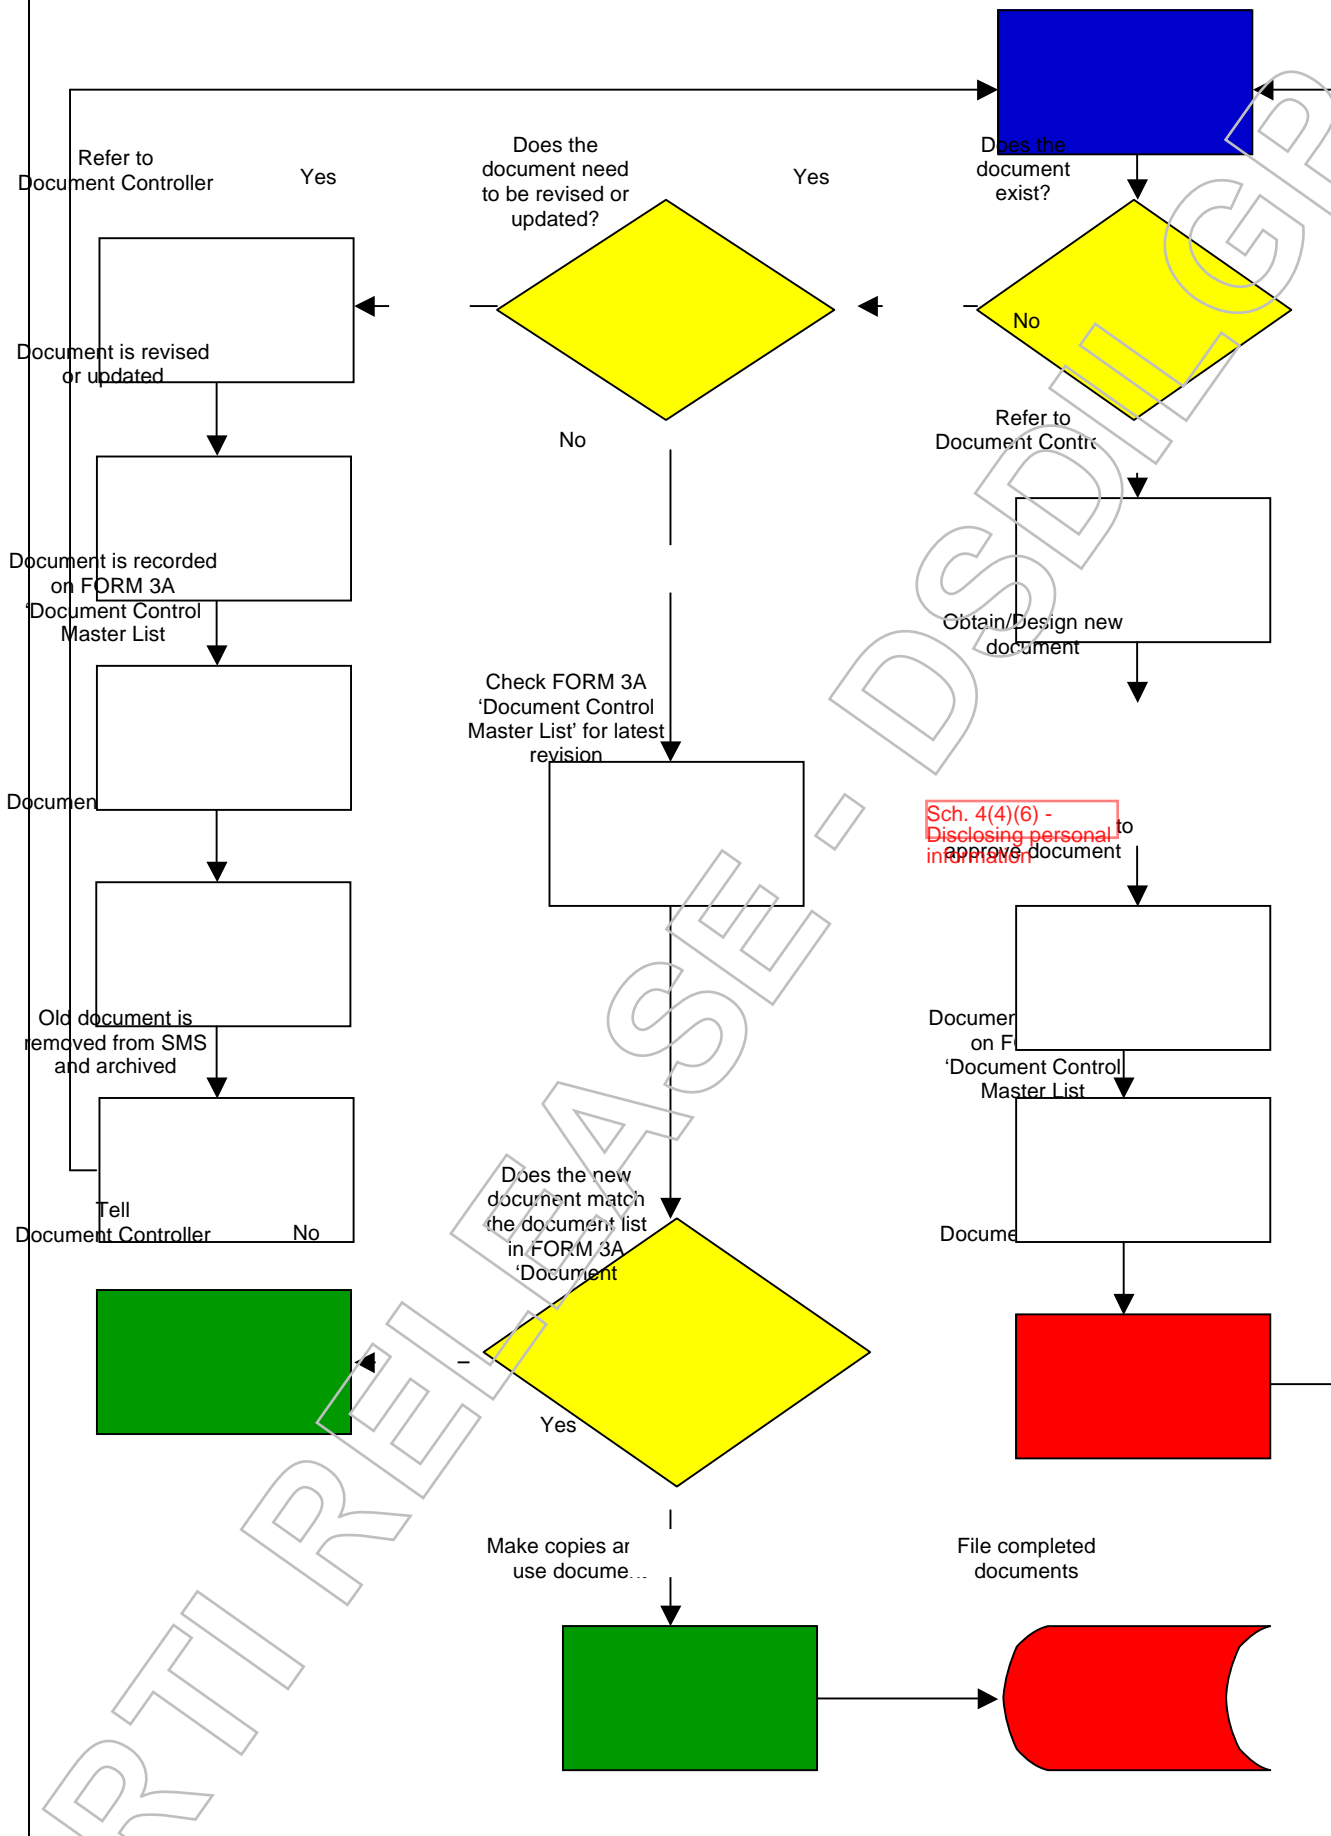 Refer to
Document Controller
Yes
Does the
document need
to be revised or
updated?
Yes
Does the
document
exist?
No
Document is revised
or updated
No
Refer to
Document
Document is recorded
on FORM 3A
‘Document Control
Master List
Obtain/Design new
document
Check FORM 3A
‘Document Control
Master List’ for latest
revision
Documen
Sch. 4(4)(6) -
Disclosing personal
information
to
approve document
Old document is
removed from SMS
and archived
Documen
on
‘Document Control
Master List
Does the new
document match
the document list
in FORM 3A
‘Document
Tell
Document Controller
No
Docume
Yes
Make copies
use docume
File completed
documents
RTI RELEASE - DSDILGP